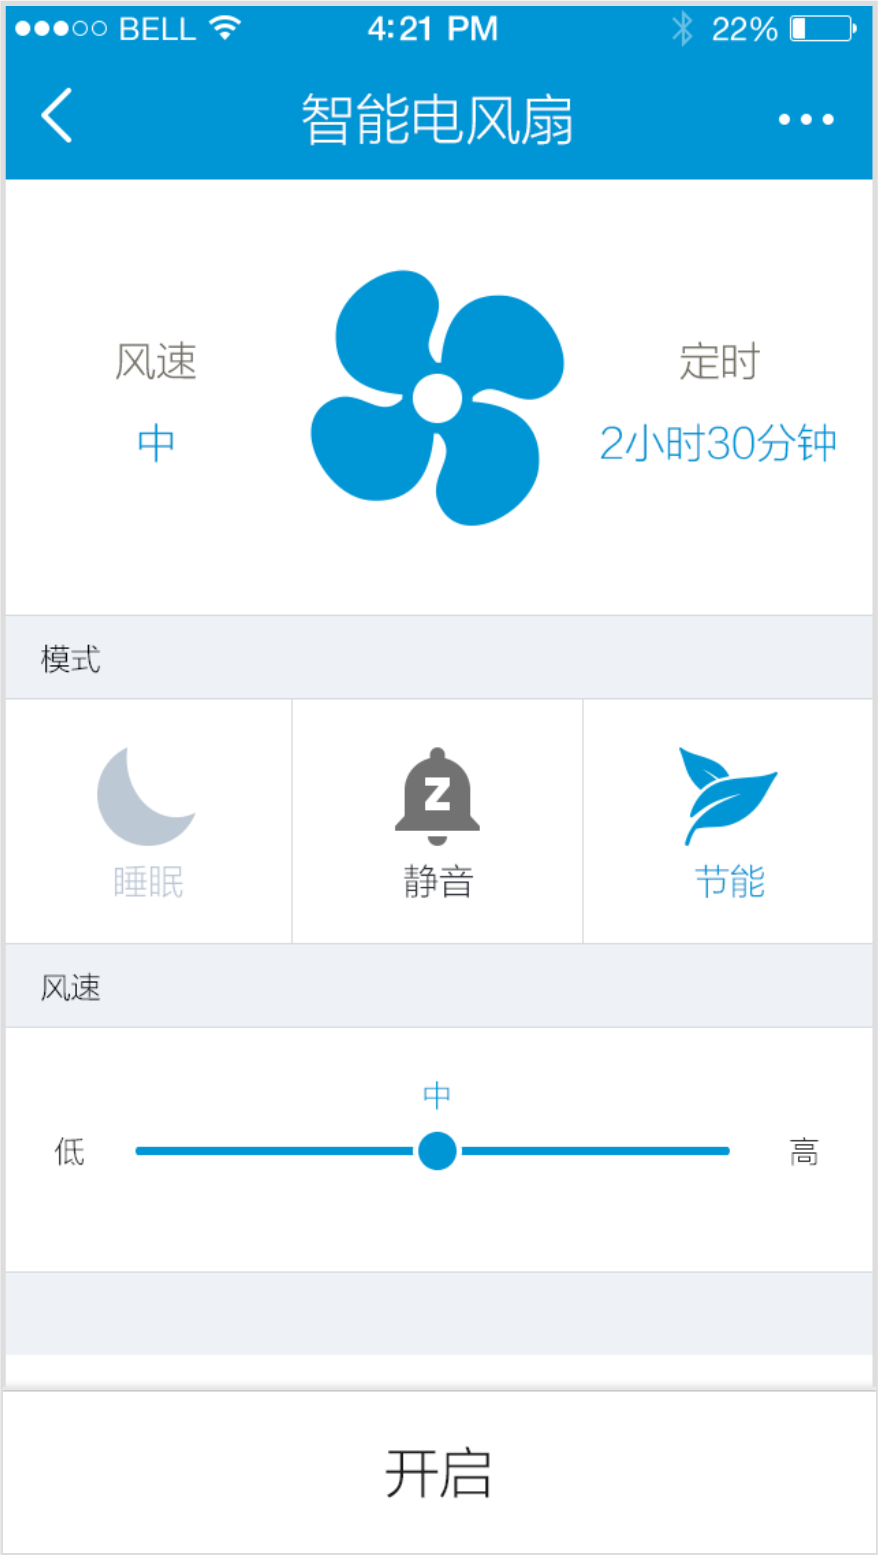 BELL 4:21 PM 22%
智能电风扇
风速 定时
中 2小时30分钟
模式
Z
睡眠 静音 节能
风速
中
低 高
开启